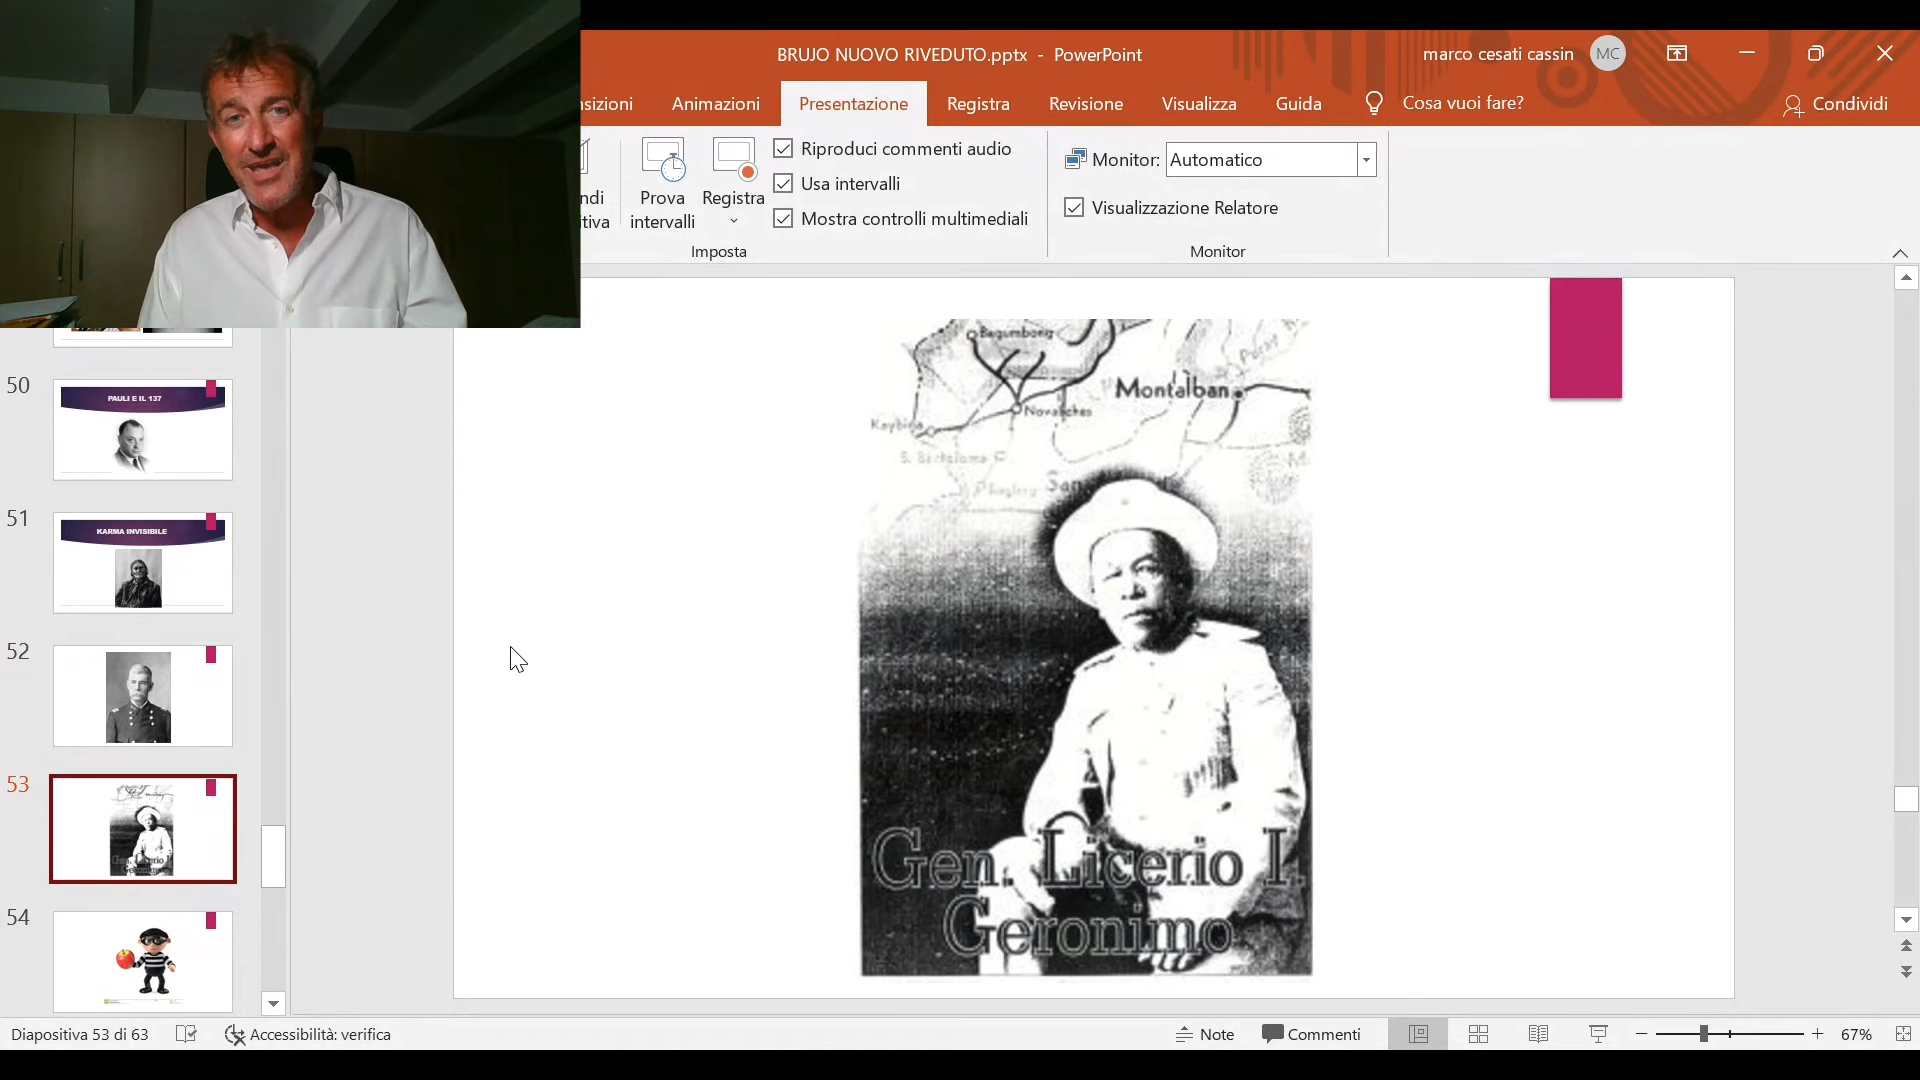 BRUJO NUOVO RIVEDUTO.pptx - PowerPoint
marco cesati cassin
MC
nsizioni
Animazioni
Presentazione
Registra
Revisione
Visualizza
Guida
Cosa vuoi fare?
Condividi
ndi
itiva
Prova
intervalli
Registra
Riproduci commenti audio
Usa intervalli
Mostra controlli multimediali
Imposta
Monitor:
Automatico
Visualizzazione Relatore
Monitor
50
PAULI E IL 137
51
KARMA INVISIBILE
52
53
54
Montalban
Novaliches
San
Gen. Licerio I.
Geronimo
Diapositiva 53 di 63
Accessibilità: verifica
Note
Commenti
67%